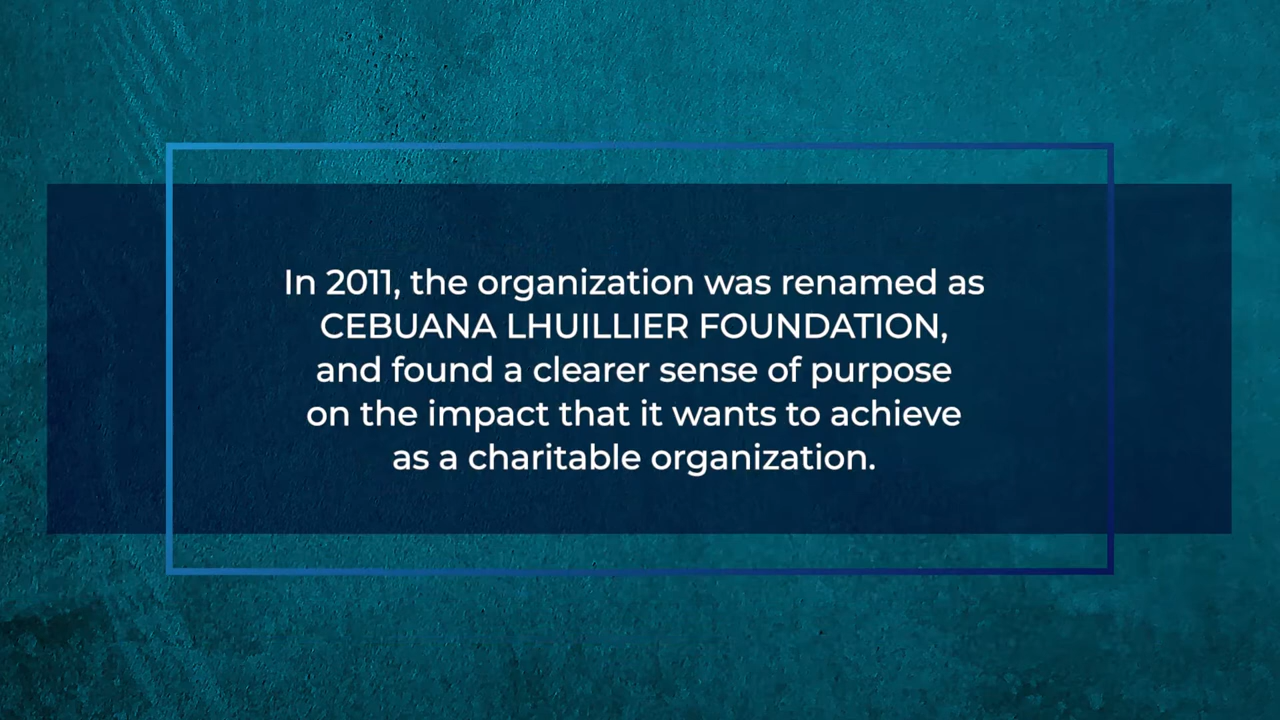 In 2011, the organization was renamed as
CEBUANA LHUILLIER FOUNDATION,
and found a clearer sense of purpose
on the impact that it wants to achieve
as a charitable organization.